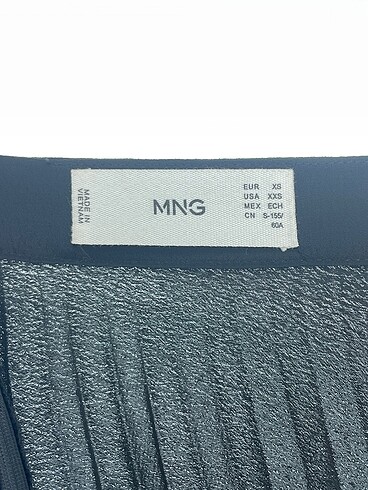 MADE IN
VIETNAM
MNG
EUR XS
USA XXS
MEX ECH
CN S-155/
60A